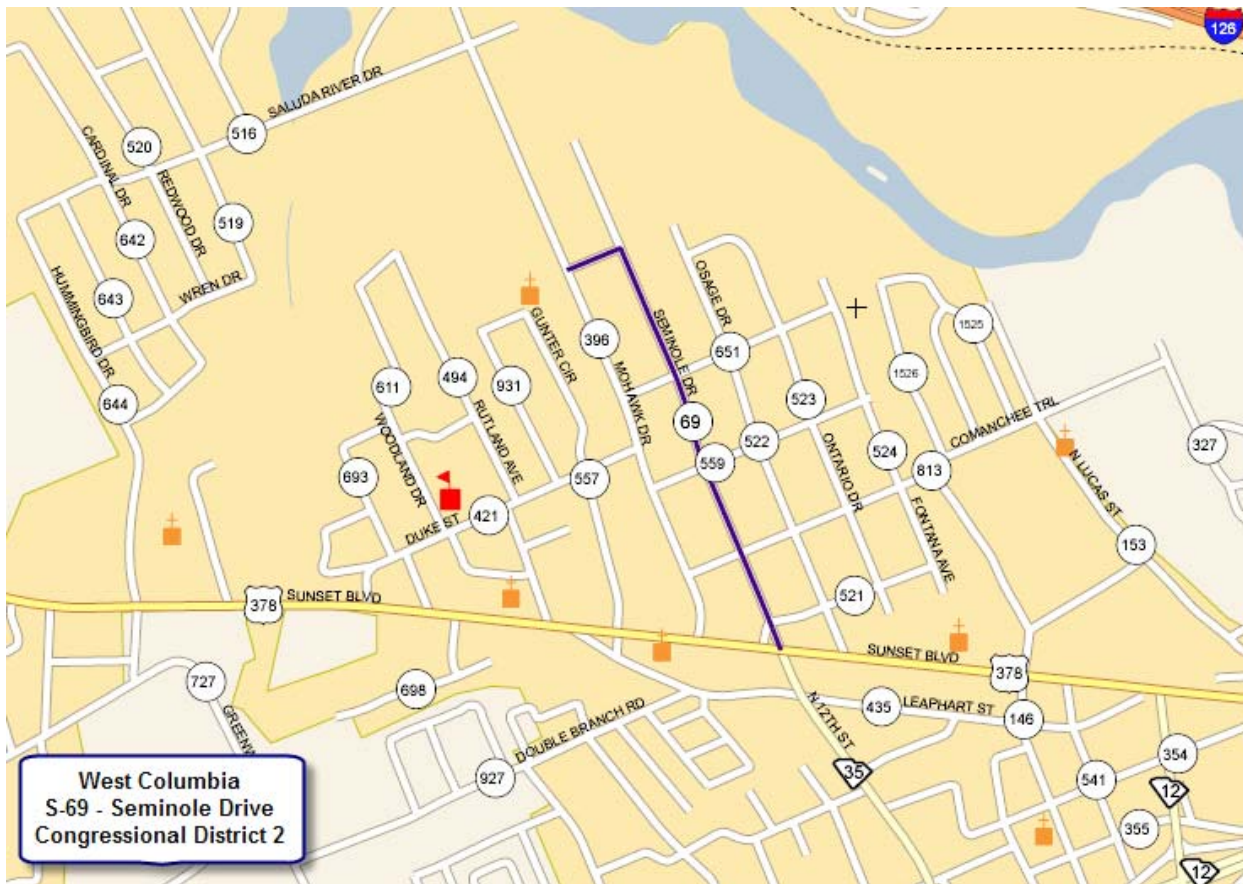 126
SALUDA RIVER DR
516
520
CARDINAL DR
REDWOOD DR
519
642
HUMMINGBIRD DR
643
WREN DR
644
GUNTER CIR
396
MOHAWK DR
SEMINOLE DR
OSAGE DR
651
1525
1526
611
494
931
523
69
522
559
ONTARIO DR
524
813
COMANCHEE TRL
327
N LUCAS ST
153
WOODLAND DR
RUTLAND AVE
693
557
421
DUKE ST
FONTANA AVE
521
378
SUNSET BLVD
SUNSET BLVD
378
727
GREENW
698
DOUBLE BRANCH RD
927
N 12TH ST
35
435
LEAPHART ST
146
354
541
12
355
12
West Columbia
S-69 - Seminole Drive
Congressional District 2